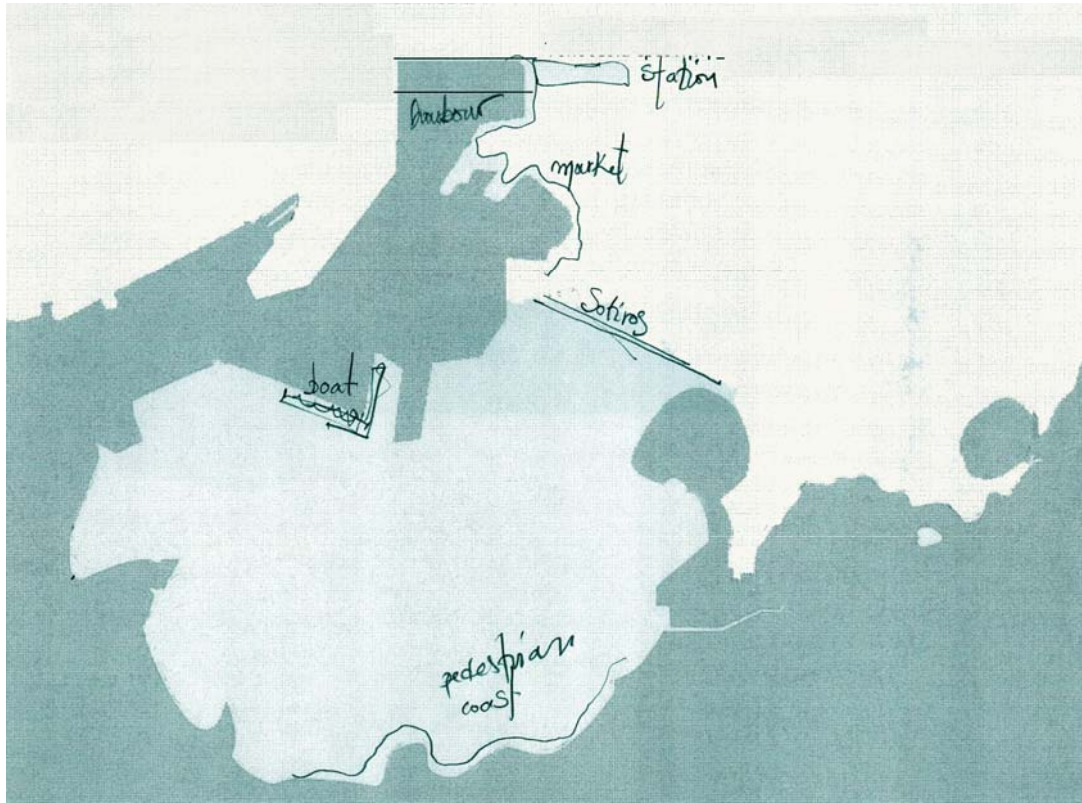 station
harbour
market
Sotiros
boat
pedestrian
coast